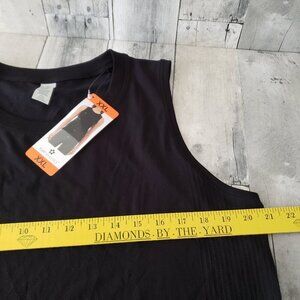 XXL
XXL
10 11 12 13 14 15 16 17 18 19 20 21 22
DIAMONDS - BY - THE - YARD